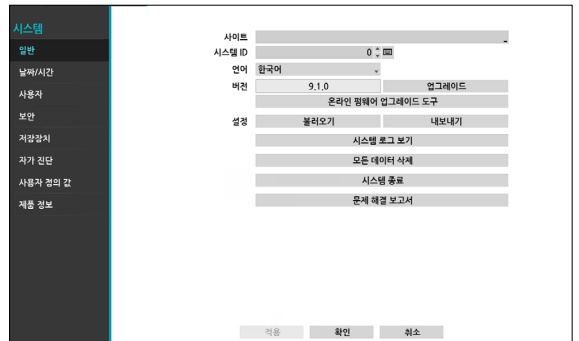 시스템
일반
날짜/시간
사용자
보안
저장장치
자가 진단
사용자 정의 값
제품 정보
사이트
시스템 ID 0
언어 한국어
버전 9.1.0 업그레이드
온라인 펌웨어 업그레이드 도구
설정 불러오기 내보내기
시스템 로그 보기
모든 데이터 삭제
시스템 종료
문제 해결 보고서
적용 확인 취소